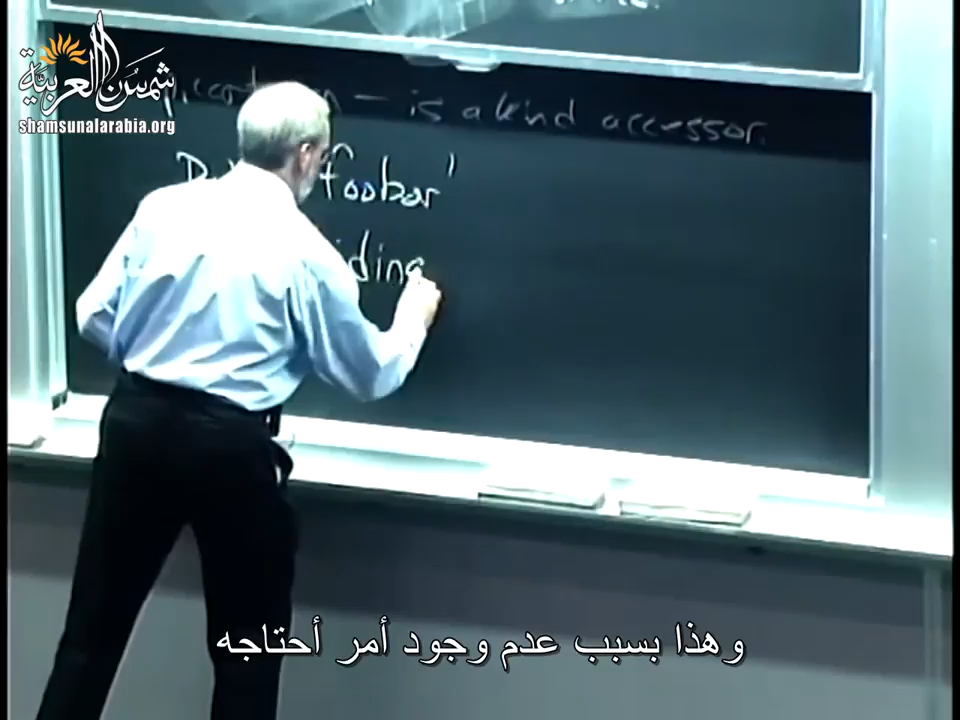 شمس العربية
shamsunalarabia.org
— is a kind accessor.
foobar'
وهذا بسبب عدم وجود أمر أحتاجه